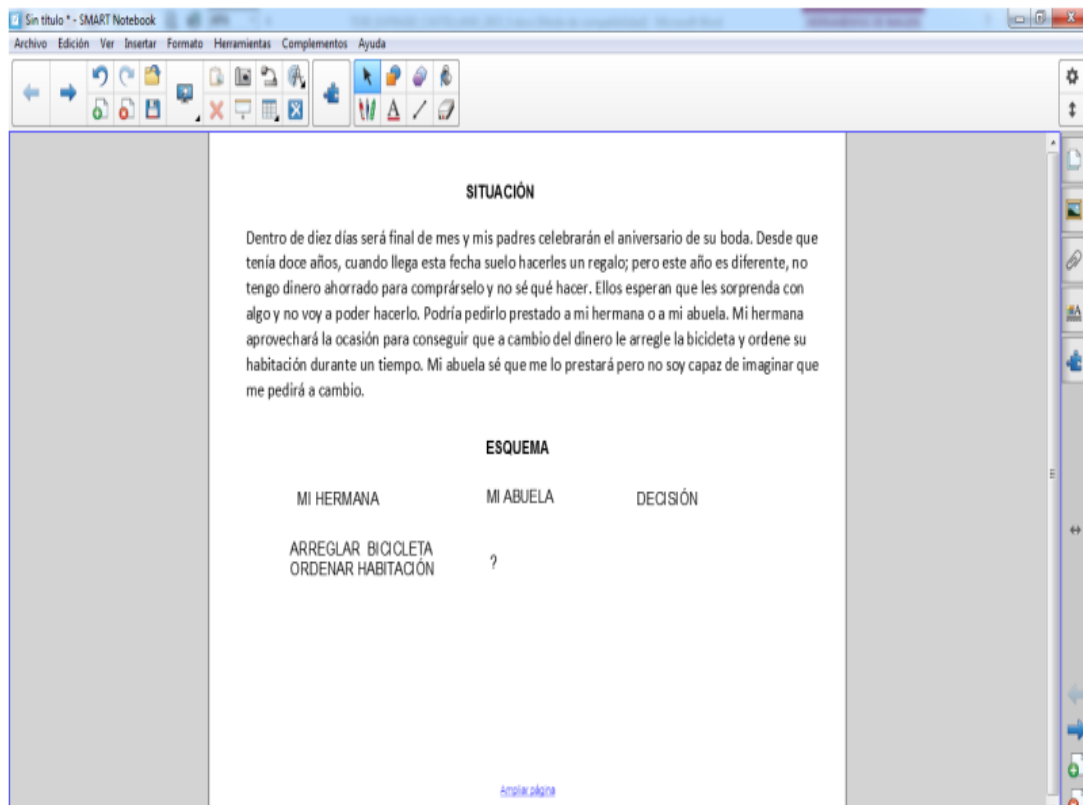 Sin título * - SMART Notebook
Archivo Edición Ver Insertar Formato Herramientas Complementos Ayuda
SITUACIÓN
Dentro de diez días será final de mes y mis padres celebrarán el aniversario de su boda. Desde que
tenía doce años, cuando llega esta fecha suelo hacerles un regalo; pero este año es diferente, no
tengo dinero ahorrado para comprárselo y no sé qué hacer. Ellos esperan que les sorprenda con
algo y no voy a poder hacerlo. Podría pedirlo prestado a mi hermana o a mi abuela. Mi hermana
aprovechará la ocasión para conseguir que a cambio del dinero le arregle la bicicleta y ordene su
habitación durante un tiempo. Mi abuela sé que me lo prestará pero no soy capaz de imaginar que
me pedirá a cambio.
ESQUEMA
MI HERMANA MI ABUELA DECISIÓN
ARREGLAR BICICLETA
ORDENAR HABITACIÓN ?
Ampliar página